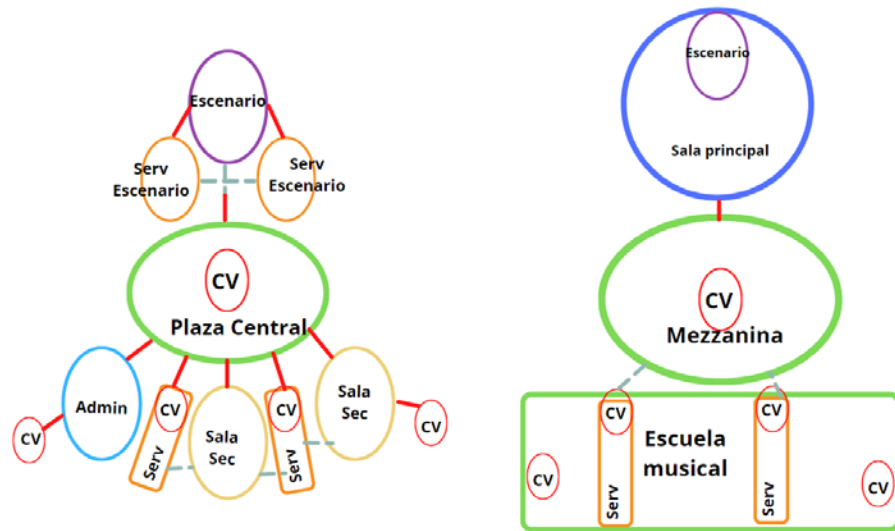 Escenario
Serv
Escenario
Serv
Escenario
CV
Plaza Central
Admin
CV
CV
Serv
Sala
Sec
CV
Serv
Sala
Sec
CV
Escenario
Sala principal
CV
Mezzanina
CV
CV
Serv
Escuela
musical
CV
Serv
CV